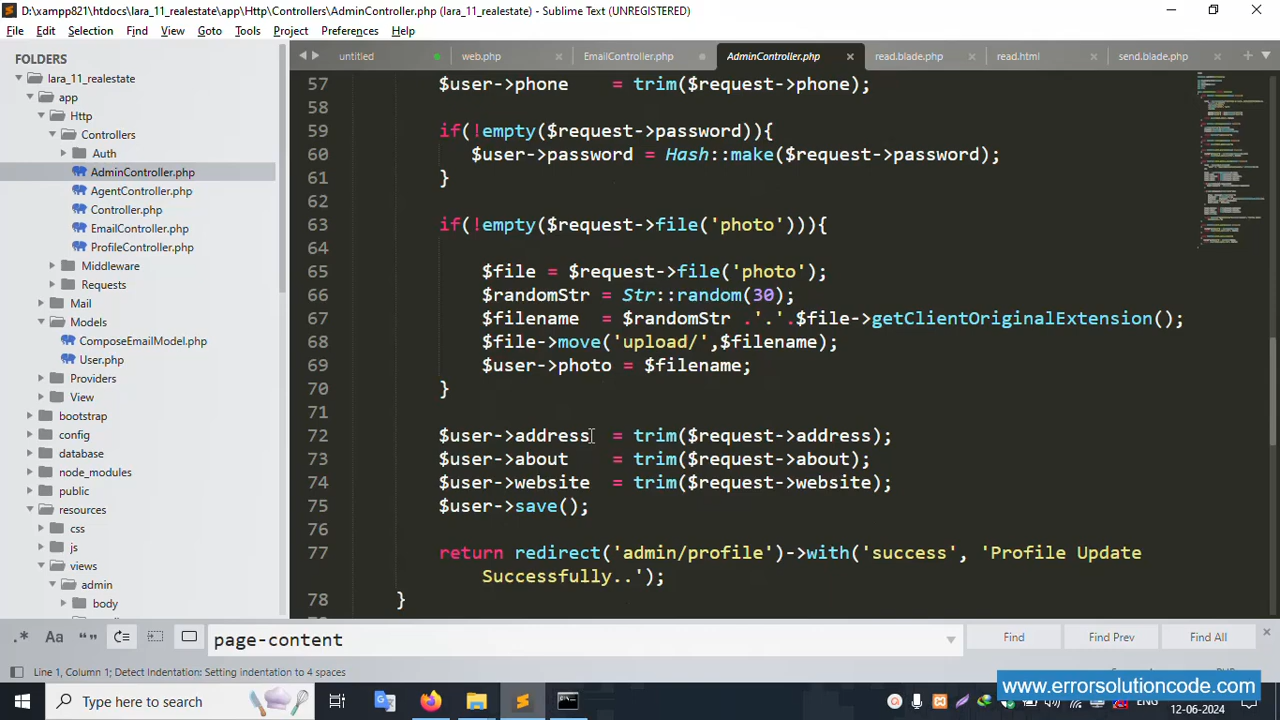 D:\xampp821\htdocs\lara_11_realestate\app\Http\Controllers\AdminController.php (lara_11_realestate) - Sublime Text (UNREGISTERED)
File Edit Selection Find View Goto Tools Project Preferences Help
FOLDERS
lara_11_realestate
app
Http
Controllers
Auth
AdminController.php
AgentController.php
Controller.php
EmailController.php
ProfileController.php
Middleware
Requests
Mail
Models
ComposeEmailModel.php
User.php
Providers
View
bootstrap
config
database
node_modules
public
resources
css
js
views
admin
body
untitled web.php EmailController.php AdminController.php read.blade.php read.html send.blade.php
57 $user->phone = trim($request->phone);
58
59 if(!empty($request->password)){
60 $user->password = Hash::make($request->password);
61 }
62
63 if(!empty($request->file('photo'))){
64
65 $file = $request->file('photo');
66 $randomStr = Str::random(30);
67 $filename = $randomStr .'.'.$file->getClientOriginalExtension();
68 $file->move('upload/',$filename);
69 $user->photo = $filename;
70 }
71
72 $user->address = trim($request->address);
73 $user->about = trim($request->about);
74 $user->website = trim($request->website);
75 $user->save();
76
77 return redirect('admin/profile')->with('success', 'Profile Update
Successfully..');
78 }
page-content
Find Find Prev Find All
Line 1, Column 1; Detect Indentation: Setting indentation to 4 spaces
Type here to search
www.errorsolutioncode.com
12-06-2024